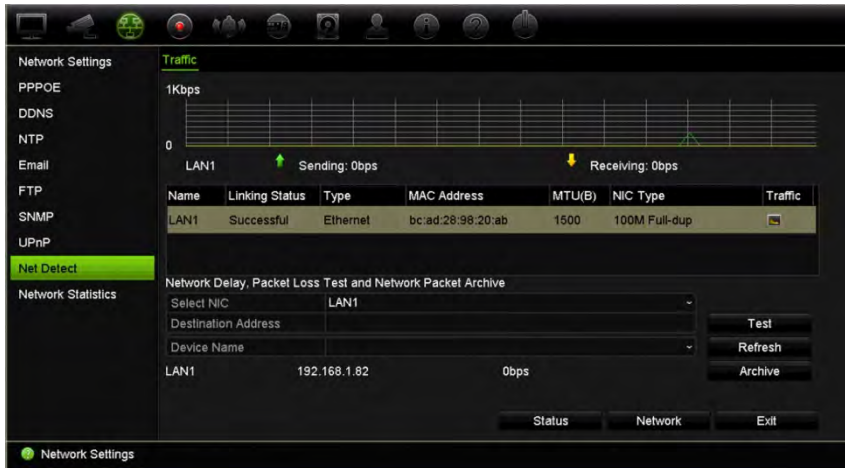 Network Settings
PPPOE
DDNS
NTP
Email
FTP
SNMP
UPnP
Net Detect
Network Statistics
Traffic
1Kbps
0
LAN1 Sending: 0bps Receiving: 0bps
Name Linking Status Type MAC Address MTU(B) NIC Type Traffic
LAN1 Successful Ethernet bc:ad:28:98:20:ab 1500 100M Full-dup
Network Delay, Packet Loss Test and Network Packet Archive
Select NIC LAN1
Destination Address Test
Device Name Refresh
LAN1 192.168.1.82 0bps Archive
Status Network Exit
Network Settings